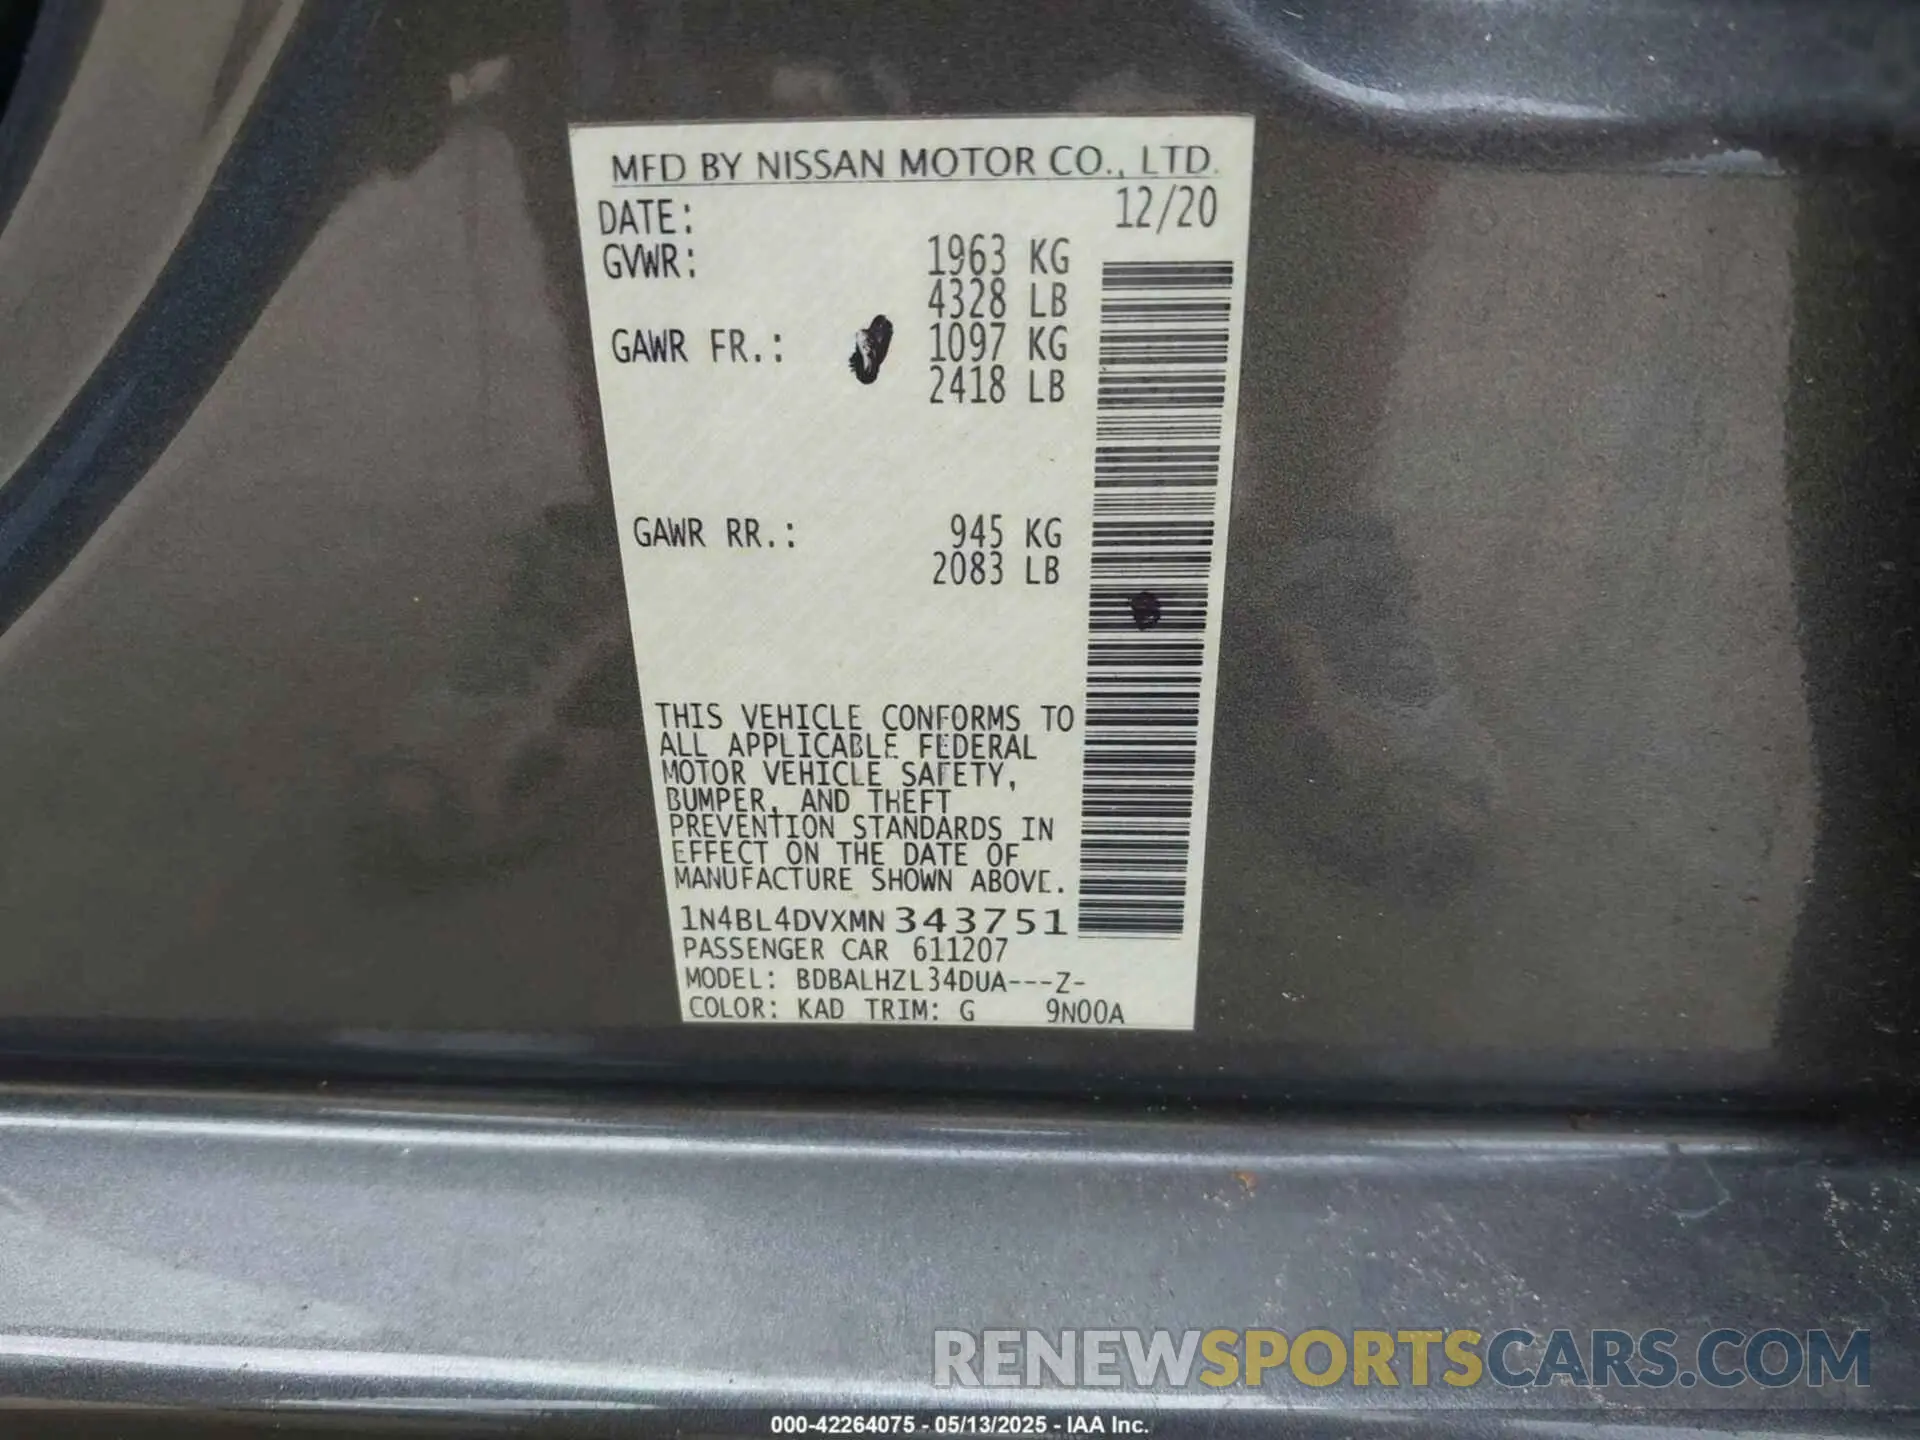 MFD BY NISSAN MOTOR CO., LTD.
DATE: 12/20
GVWR: 1963 KG
4328 LB
GAWR FR.: 1097 KG
2418 LB
GAWR RR.: 945 KG
2083 LB
THIS VEHICLE CONFORMS TO
ALL APPLICABLE FEDERAL
MOTOR VEHICLE SAFETY,
BUMPER, AND THEFT
PREVENTION STANDARDS IN
EFFECT ON THE DATE OF
MANUFACTURE SHOWN ABOVE.
1N4BL4DVXMN343751
PASSENGER CAR 611207
MODEL: BDBALHZL34DUA---Z-
COLOR: KAD TRIM: G 9N00A
RENEWSPORTSCARS.COM
000-42264075 - 05/13/2025 - IAA Inc.